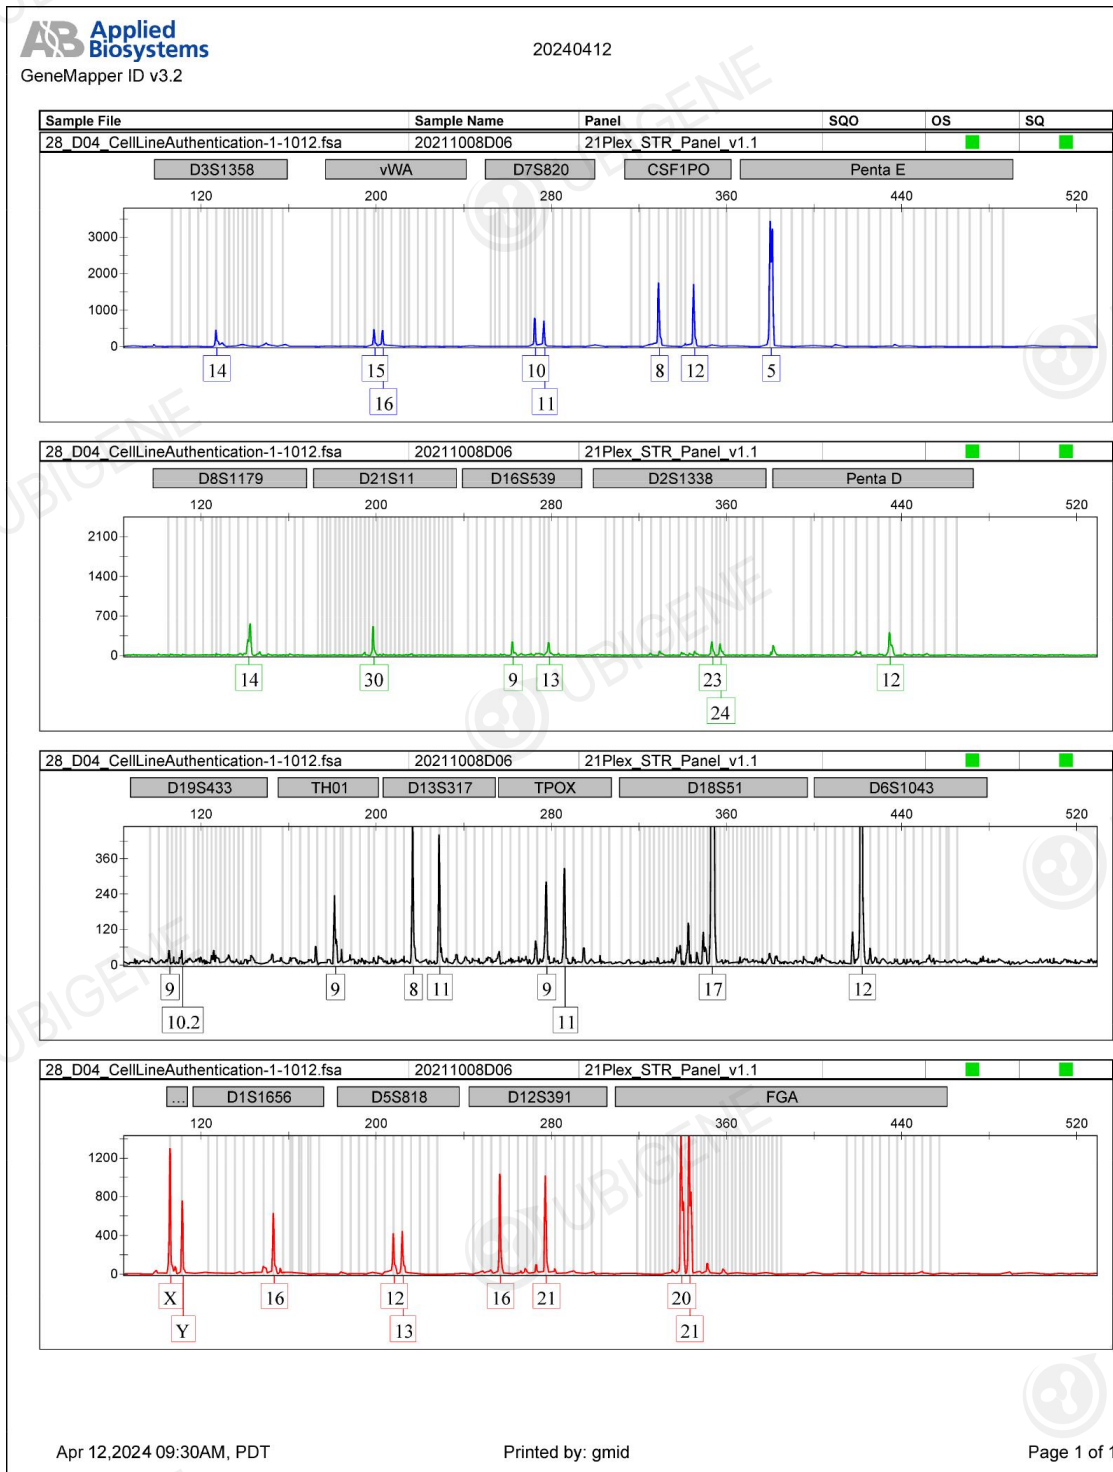 AB Applied Biosystems
GeneMapper ID v3.2
20240412
Sample File Sample Name Panel SQO OS SQ
28_D04_CellLineAuthentication-1-1012.fsa 20211008D06 21Plex_STR_Panel_v1.1
D3S1358 vWA D7S820 CSF1PO Penta E
120 200 280 360 440 520
3000
2000
1000
0
14 15 10 8 12 5
16 11
28_D04_CellLineAuthentication-1-1012.fsa 20211008D06 21Plex_STR_Panel_v1.1
D8S1179 D21S11 D16S539 D2S1338 Penta D
120 200 280 360 440 520
2100
1400
700
0
14 30 9 13 23 12
24
28_D04_CellLineAuthentication-1-1012.fsa 20211008D06 21Plex_STR_Panel_v1.1
D19S433 TH01 D13S317 TPOX D18S51 D6S1043
120 200 280 360 440 520
360
240
120
0
9 9 8 11 9 17 12
10.2 11
28_D04_CellLineAuthentication-1-1012.fsa 20211008D06 21Plex_STR_Panel_v1.1
... D1S1656 D5S818 D12S391 FGA
120 200 280 360 440 520
1200
800
400
0
X 16 12 16 21 20
Y 13 21
Apr 12,2024 09:30AM, PDT Printed by: gmid Page 1 of 1
UBIGENE
UBIGENE
UBIGENE
UBIGENE
UBIGENE